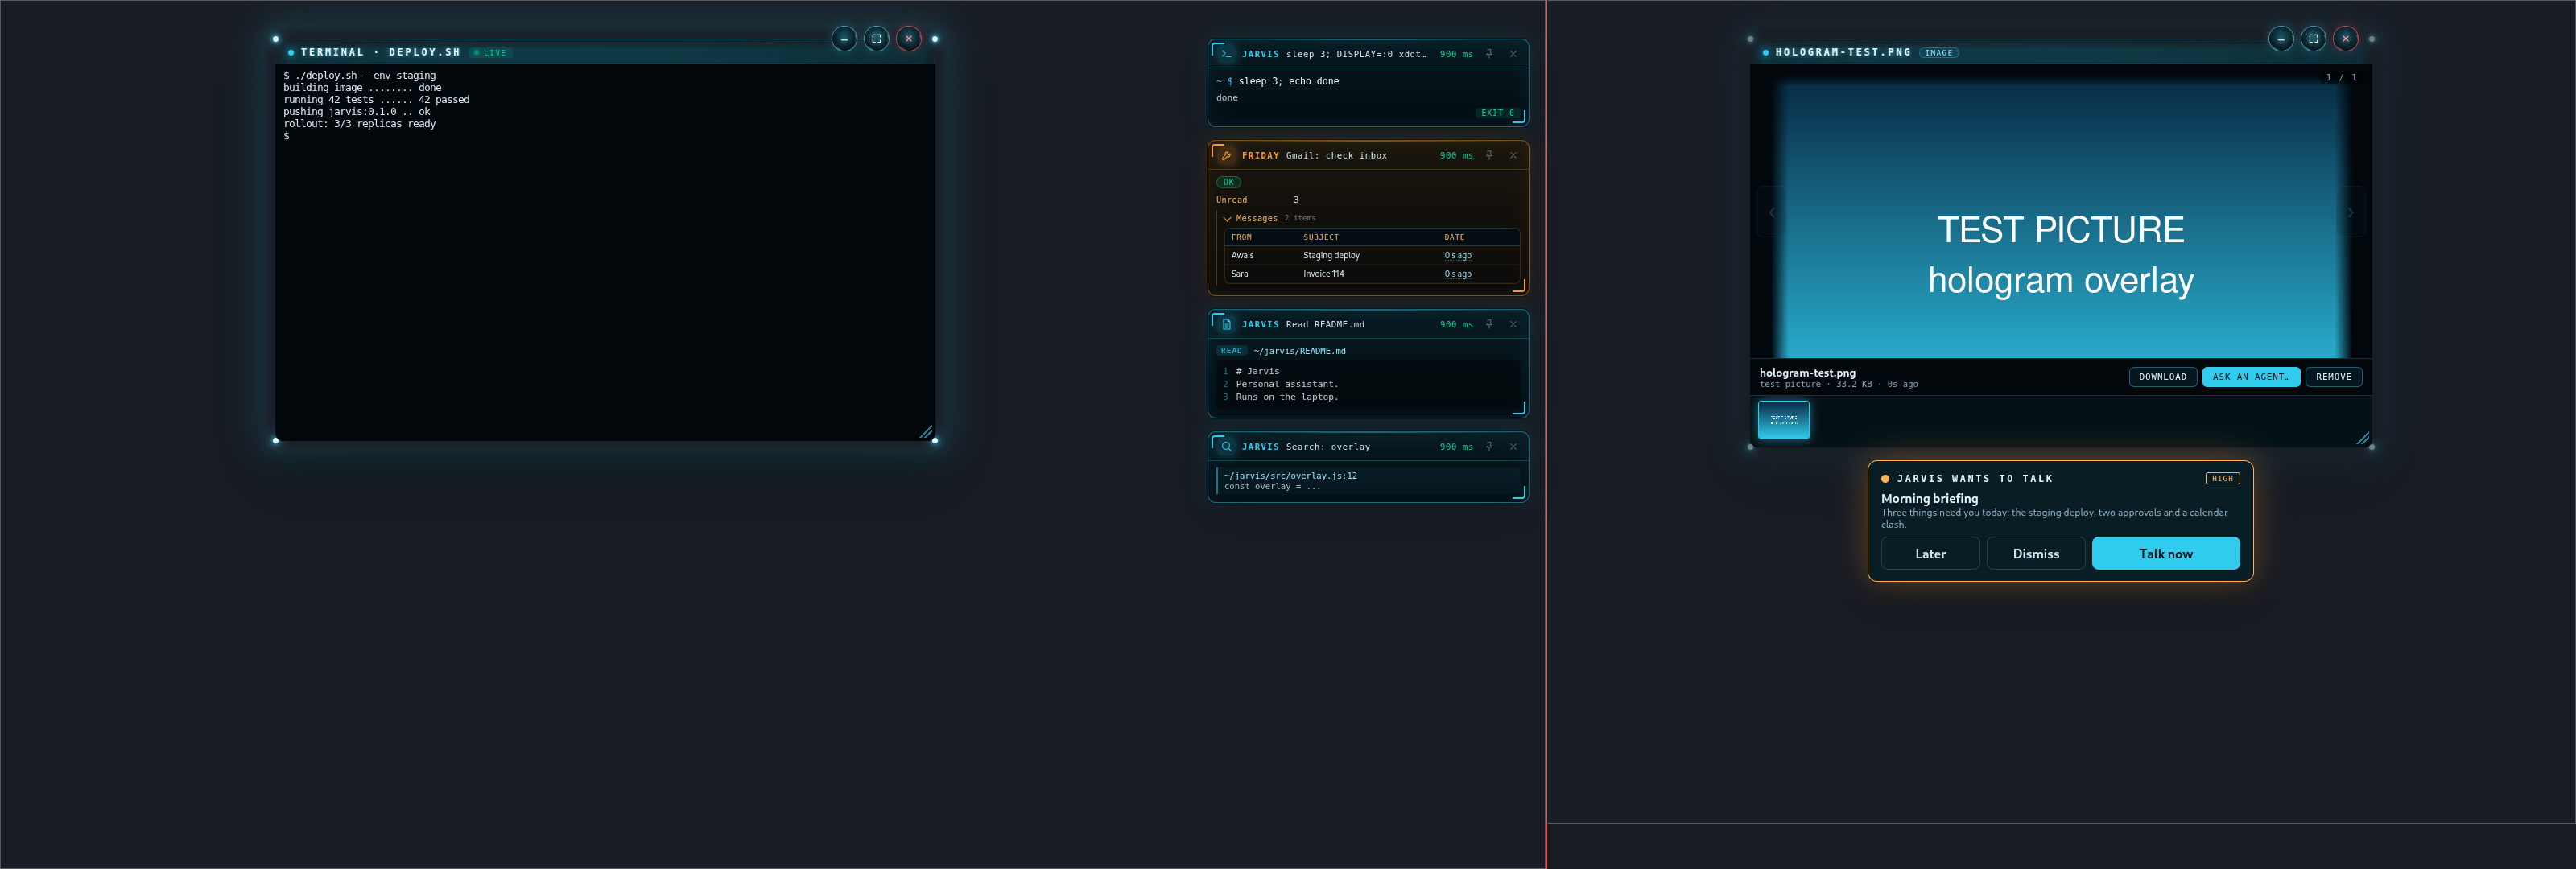 TERMINAL · DEPLOY.SH LIVE
$ ./deploy.sh --env staging
building image ........ done
running 42 tests ...... 42 passed
pushing jarvis:0.1.0 .. ok
rollout: 3/3 replicas ready
$
JARVIS sleep 3; DISPLAY=:0 xdot… 900 ms
~ $ sleep 3; echo done
done
EXIT 0
FRIDAY Gmail: check inbox 900 ms
OK
Unread 3
Messages 2 items
FROM SUBJECT DATE
Awais Staging deploy 0 s ago
Sara Invoice 114 0 s ago
JARVIS Read README.md 900 ms
READ ~/jarvis/README.md
1 # Jarvis
2 Personal assistant.
3 Runs on the laptop.
JARVIS Search: overlay 900 ms
~/jarvis/src/overlay.js:12
const overlay = ...
HOLOGRAM-TEST.PNG IMAGE
1 / 1
TEST PICTURE
hologram overlay
hologram-test.png
test picture · 33.2 KB · 0s ago
DOWNLOAD ASK AN AGENT… REMOVE
JARVIS WANTS TO TALK HIGH
Morning briefing
Three things need you today: the staging deploy, two approvals and a calendar
clash.
Later Dismiss Talk now